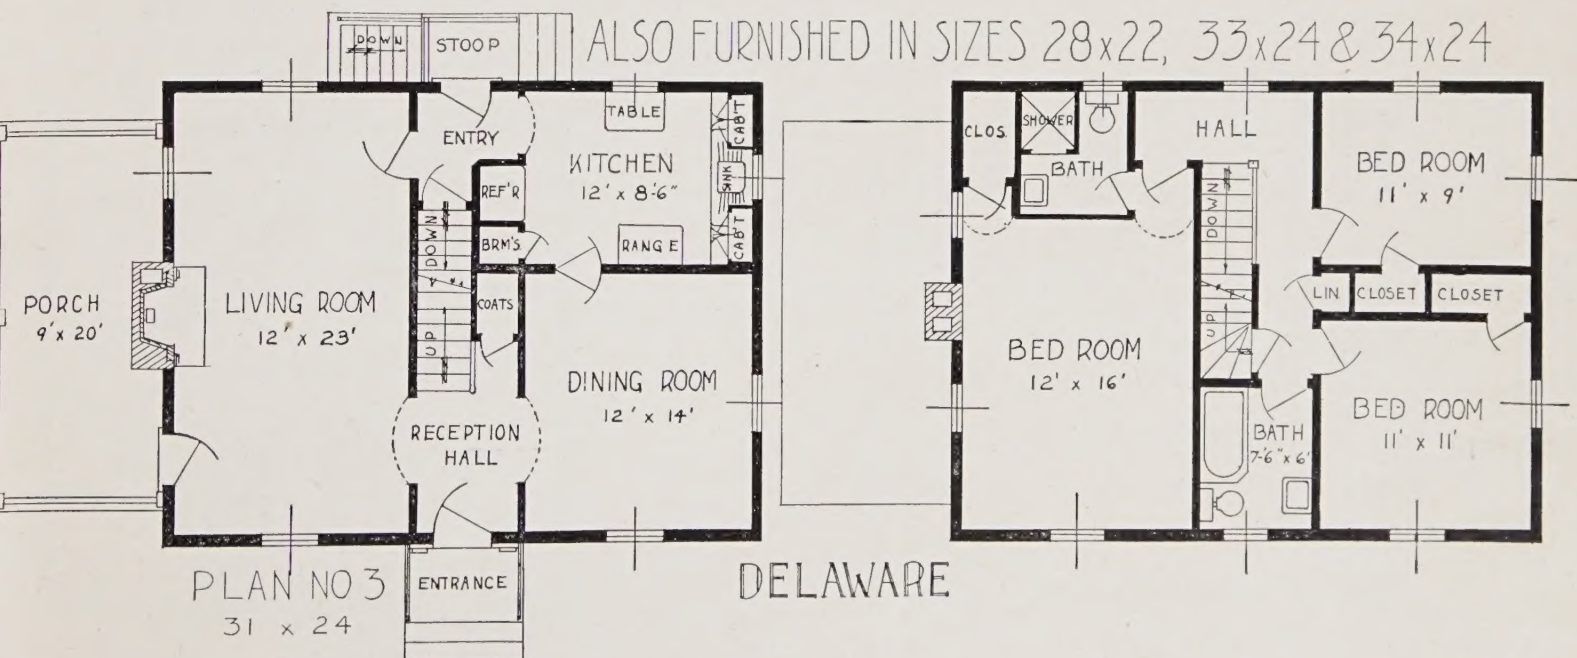 ALSO FURNISHED IN SIZES 28x22, 33x24 & 34x24
DOWN
STOOP
ENTRY
TABLE
CAB'T
KITCHEN
12' x 8'-6"
SINK
REF'R
BRM'S.
RANGE
CAB'T
DOWN
COATS
UP
PORCH
9' x 20'
LIVING ROOM
12' x 23'
DINING ROOM
12' x 14'
RECEPTION
HALL
ENTRANCE
PLAN NO 3
31 x 24
DELAWARE
CLOS.
SHOWER
BATH
HALL
BED ROOM
11' x 9'
DOWN
UP
LIN
CLOSET
CLOSET
BED ROOM
12' x 16'
BED ROOM
11' x 11'
BATH
7'-6" x 6'